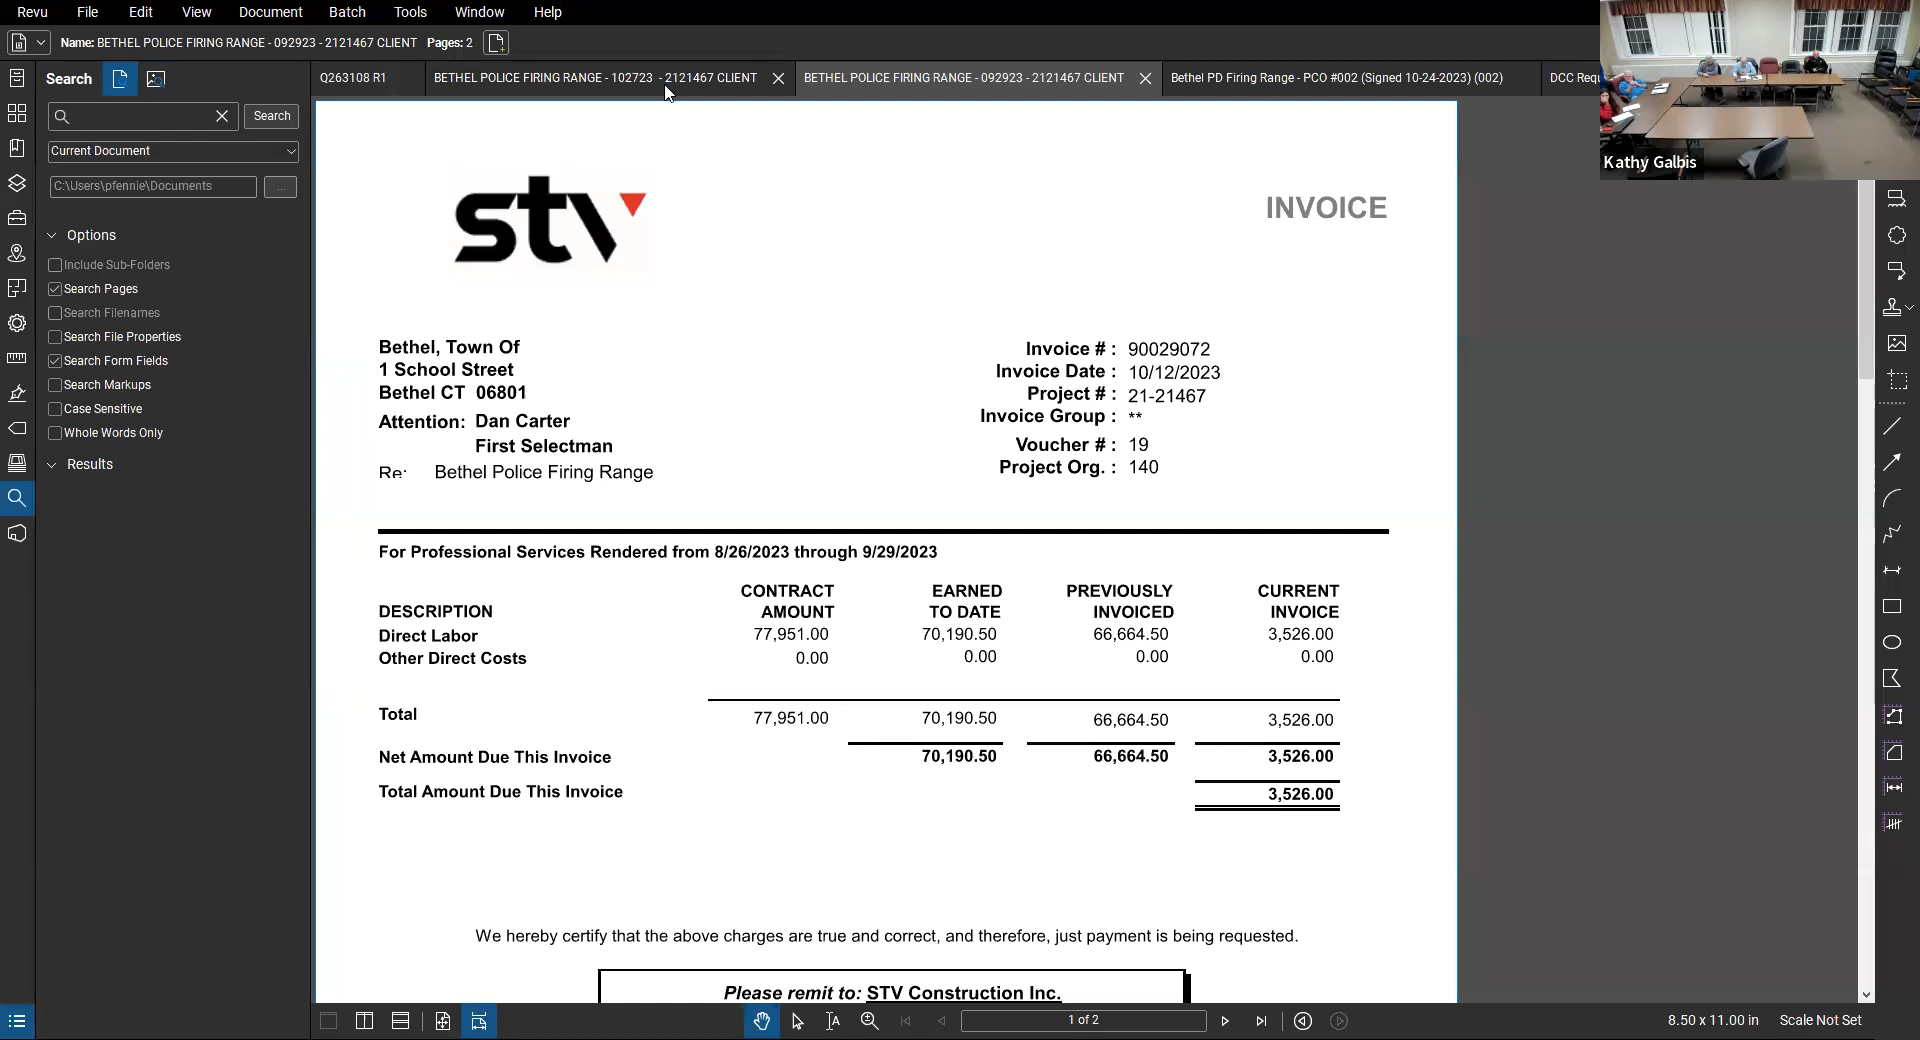 Revu File Edit View Document Batch Tools Window Help
Name: BETHEL POLICE FIRING RANGE - 092923 - 2121467 CLIENT Pages: 2
Search
Q263108 R1
BETHEL POLICE FIRING RANGE - 102723 - 2121467 CLIENT
BETHEL POLICE FIRING RANGE - 092923 - 2121467 CLIENT
Bethel PD Firing Range - PCO #002 (Signed 10-24-2023) (002)
DCC Requ
Kathy Galbis
Search
Current Document
C:\Users\pfennie\Documents
...
Options
Include Sub-Folders
Search Pages
Search Filenames
Search File Properties
Search Form Fields
Search Markups
Case Sensitive
Whole Words Only
Results
stv
INVOICE
Bethel, Town Of
1 School Street
Bethel CT 06801
Attention: Dan Carter
First Selectman
Re: Bethel Police Firing Range
Invoice # : 90029072
Invoice Date : 10/12/2023
Project # : 21-21467
Invoice Group : **
Voucher # : 19
Project Org. : 140
For Professional Services Rendered from 8/26/2023 through 9/29/2023
DESCRIPTION CONTRACT AMOUNT EARNED TO DATE PREVIOUSLY INVOICED CURRENT INVOICE
Direct Labor 77,951.00 70,190.50 66,664.50 3,526.00
Other Direct Costs 0.00 0.00 0.00 0.00
Total 77,951.00 70,190.50 66,664.50 3,526.00
Net Amount Due This Invoice 70,190.50 66,664.50 3,526.00
Total Amount Due This Invoice 3,526.00
We hereby certify that the above charges are true and correct, and therefore, just payment is being requested.
Please remit to: STV Construction Inc.
1 of 2
8.50 x 11.00 in Scale Not Set